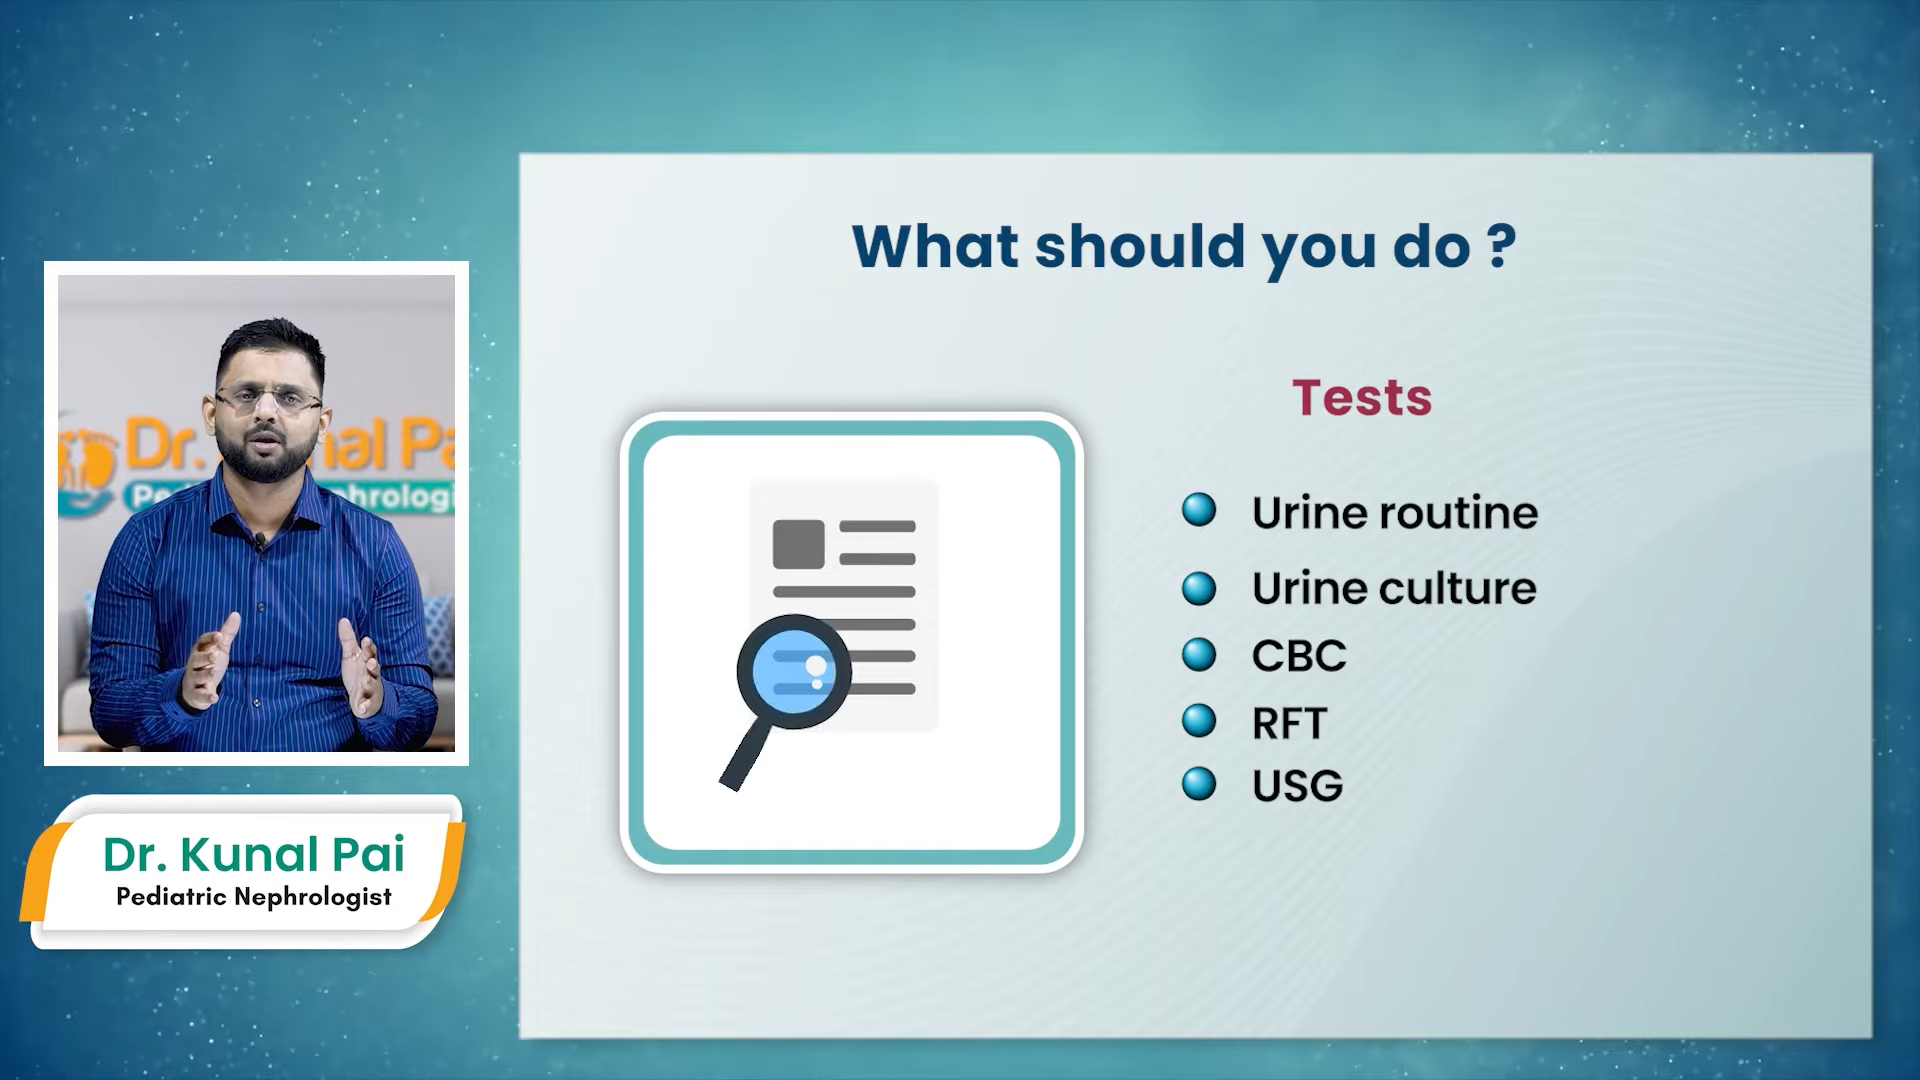 What should you do ?
Tests
Urine routine
Urine culture
CBC
RFT
USG
Dr. Kunal Pai
Pediatric Nephrologist